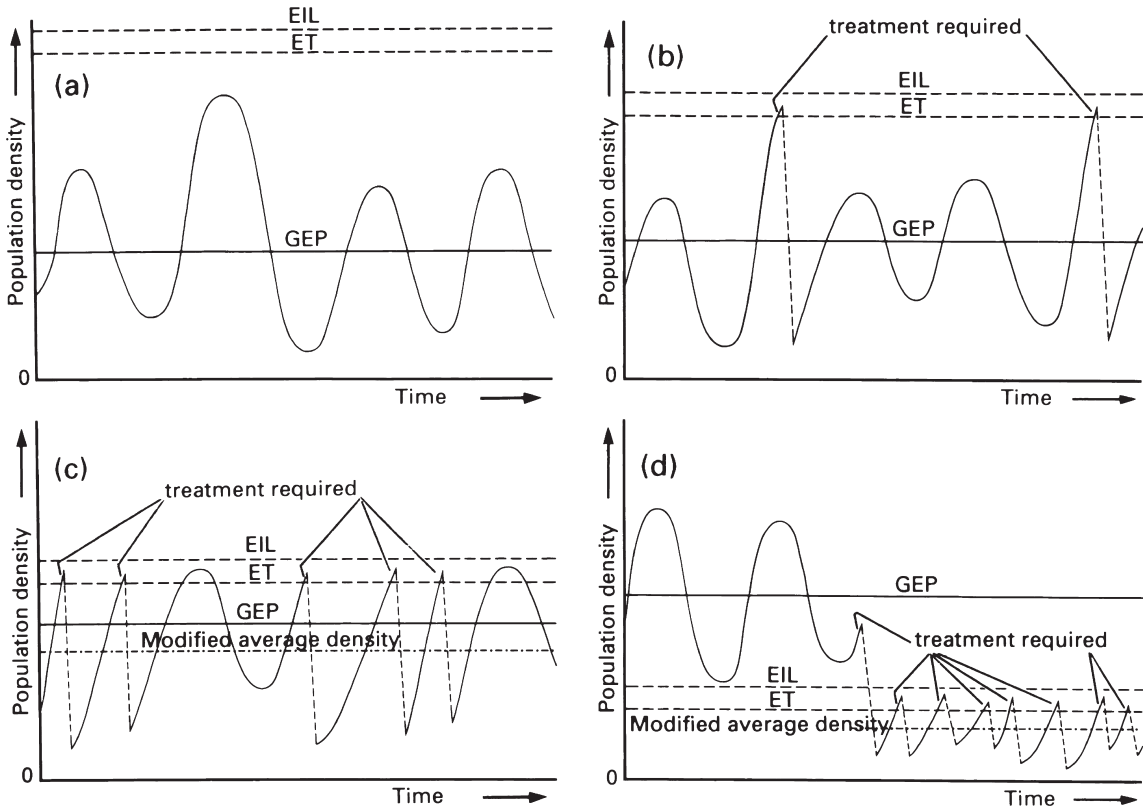 EIL
ET
(a)
Population density
GEP
0
Time
treatment required
(b)
EIL
ET
Population density
GEP
0
Time
(c)
treatment required
EIL
ET
Population density
GEP
Modified average density
0
Time
(d)
Population density
GEP
treatment required
EIL
ET
Modified average density
0
Time